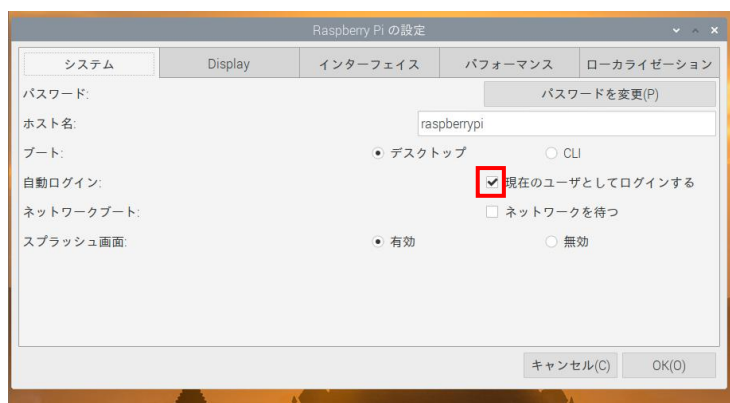 Raspberry Pi の設定
システム Display インターフェイス パフォーマンス ローカライゼーション
パスワード: パスワードを変更(P)
ホスト名: raspberrypi
ブート: デスクトップ CLI
自動ログイン: 現在のユーザとしてログインする
ネットワークブート: ネットワークを待つ
スプラッシュ画面: 有効 無効
キャンセル(C) OK(O)